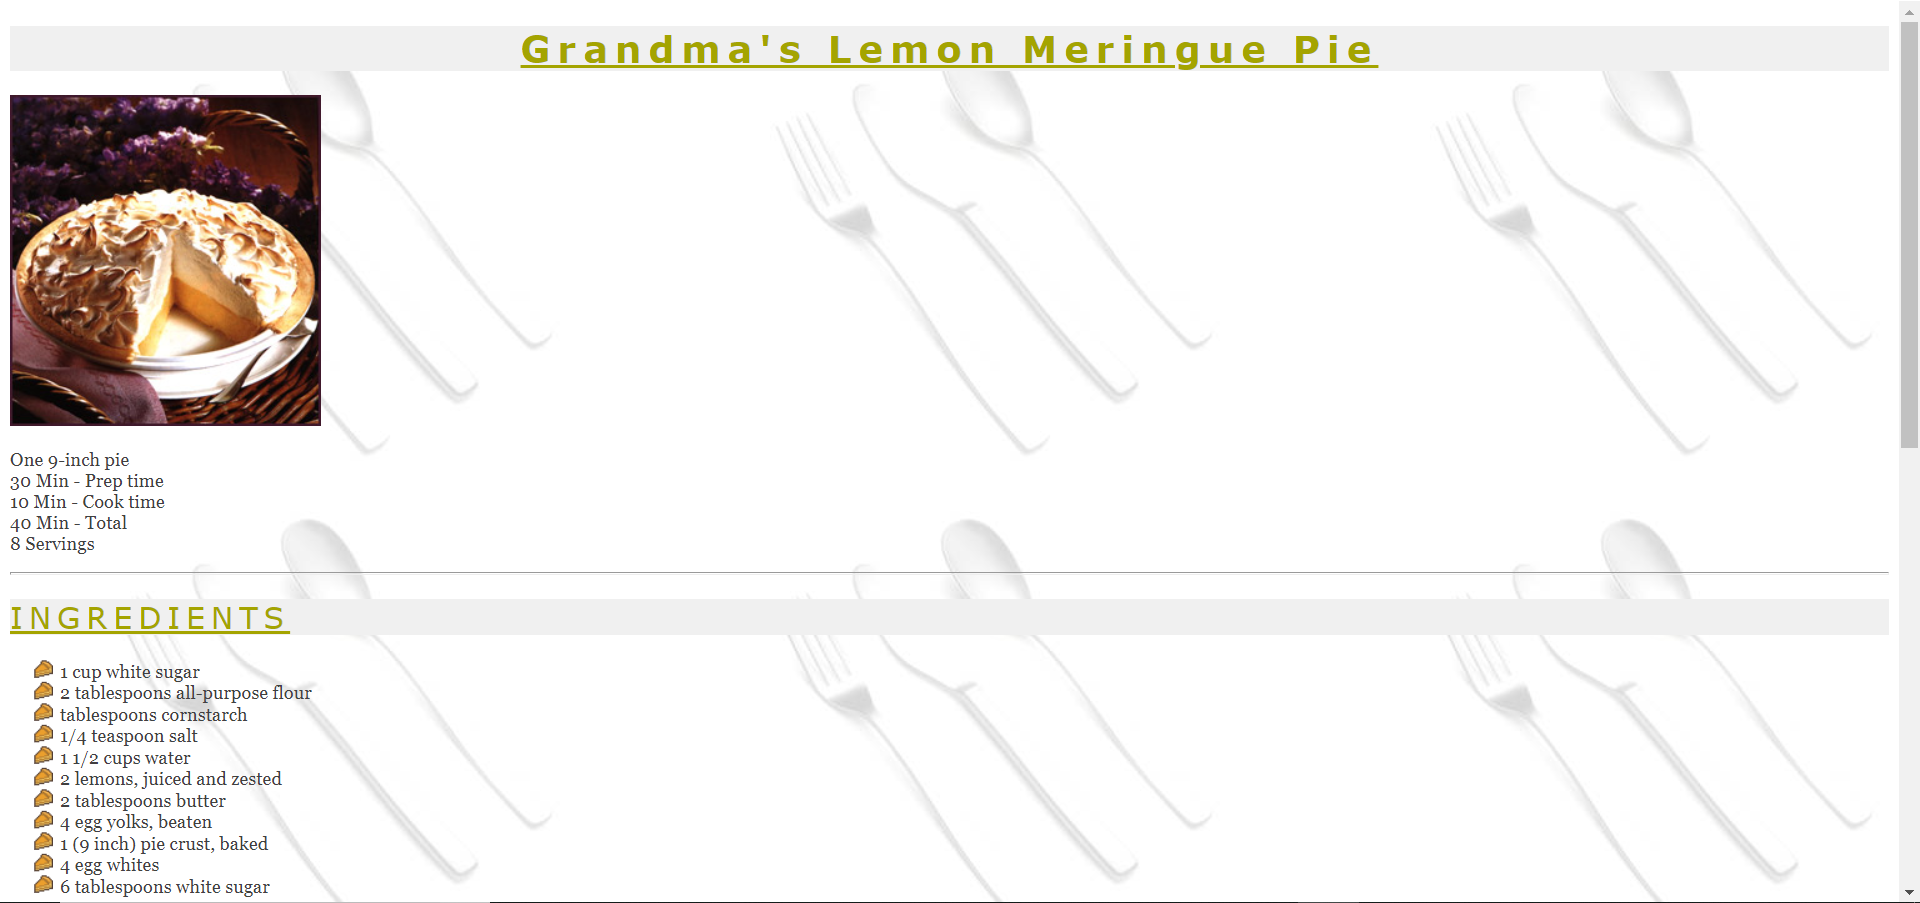 Grandma's Lemon Meringue Pie
One 9-inch pie
30 Min - Prep time
10 Min - Cook time
40 Min - Total
8 Servings
INGREDIENTS
1 cup white sugar
2 tablespoons all-purpose flour
tablespoons cornstarch
1/4 teaspoon salt
1 1/2 cups water
2 lemons, juiced and zested
2 tablespoons butter
4 egg yolks, beaten
1 (9 inch) pie crust, baked
4 egg whites
6 tablespoons white sugar